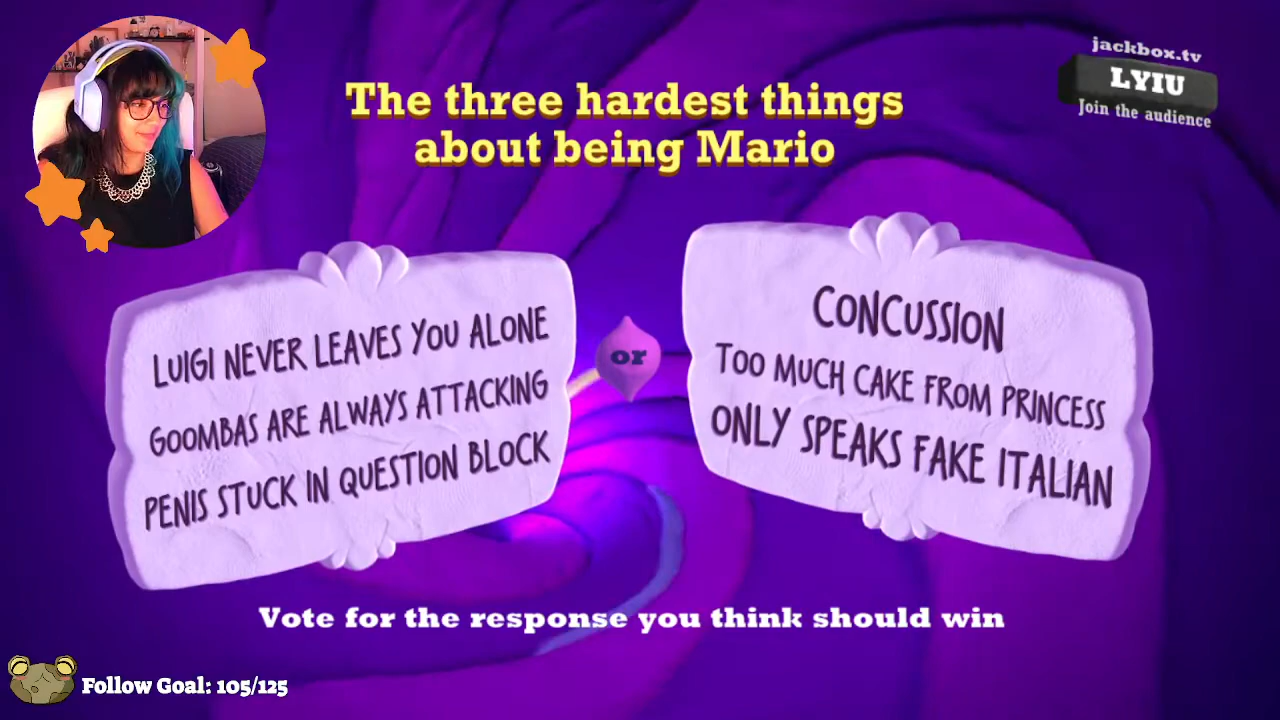 jackbox.tv
LYIU
Join the audience
The three hardest things
about being Mario
LUIGI NEVER LEAVES YOU ALONE
GOOMBAS ARE ALWAYS ATTACKING
PENIS STUCK IN QUESTION BLOCK
or
CONCUSSION
TOO MUCH CAKE FROM PRINCESS
ONLY SPEAKS FAKE ITALIAN
Vote for the response you think should win
Follow Goal: 105/125